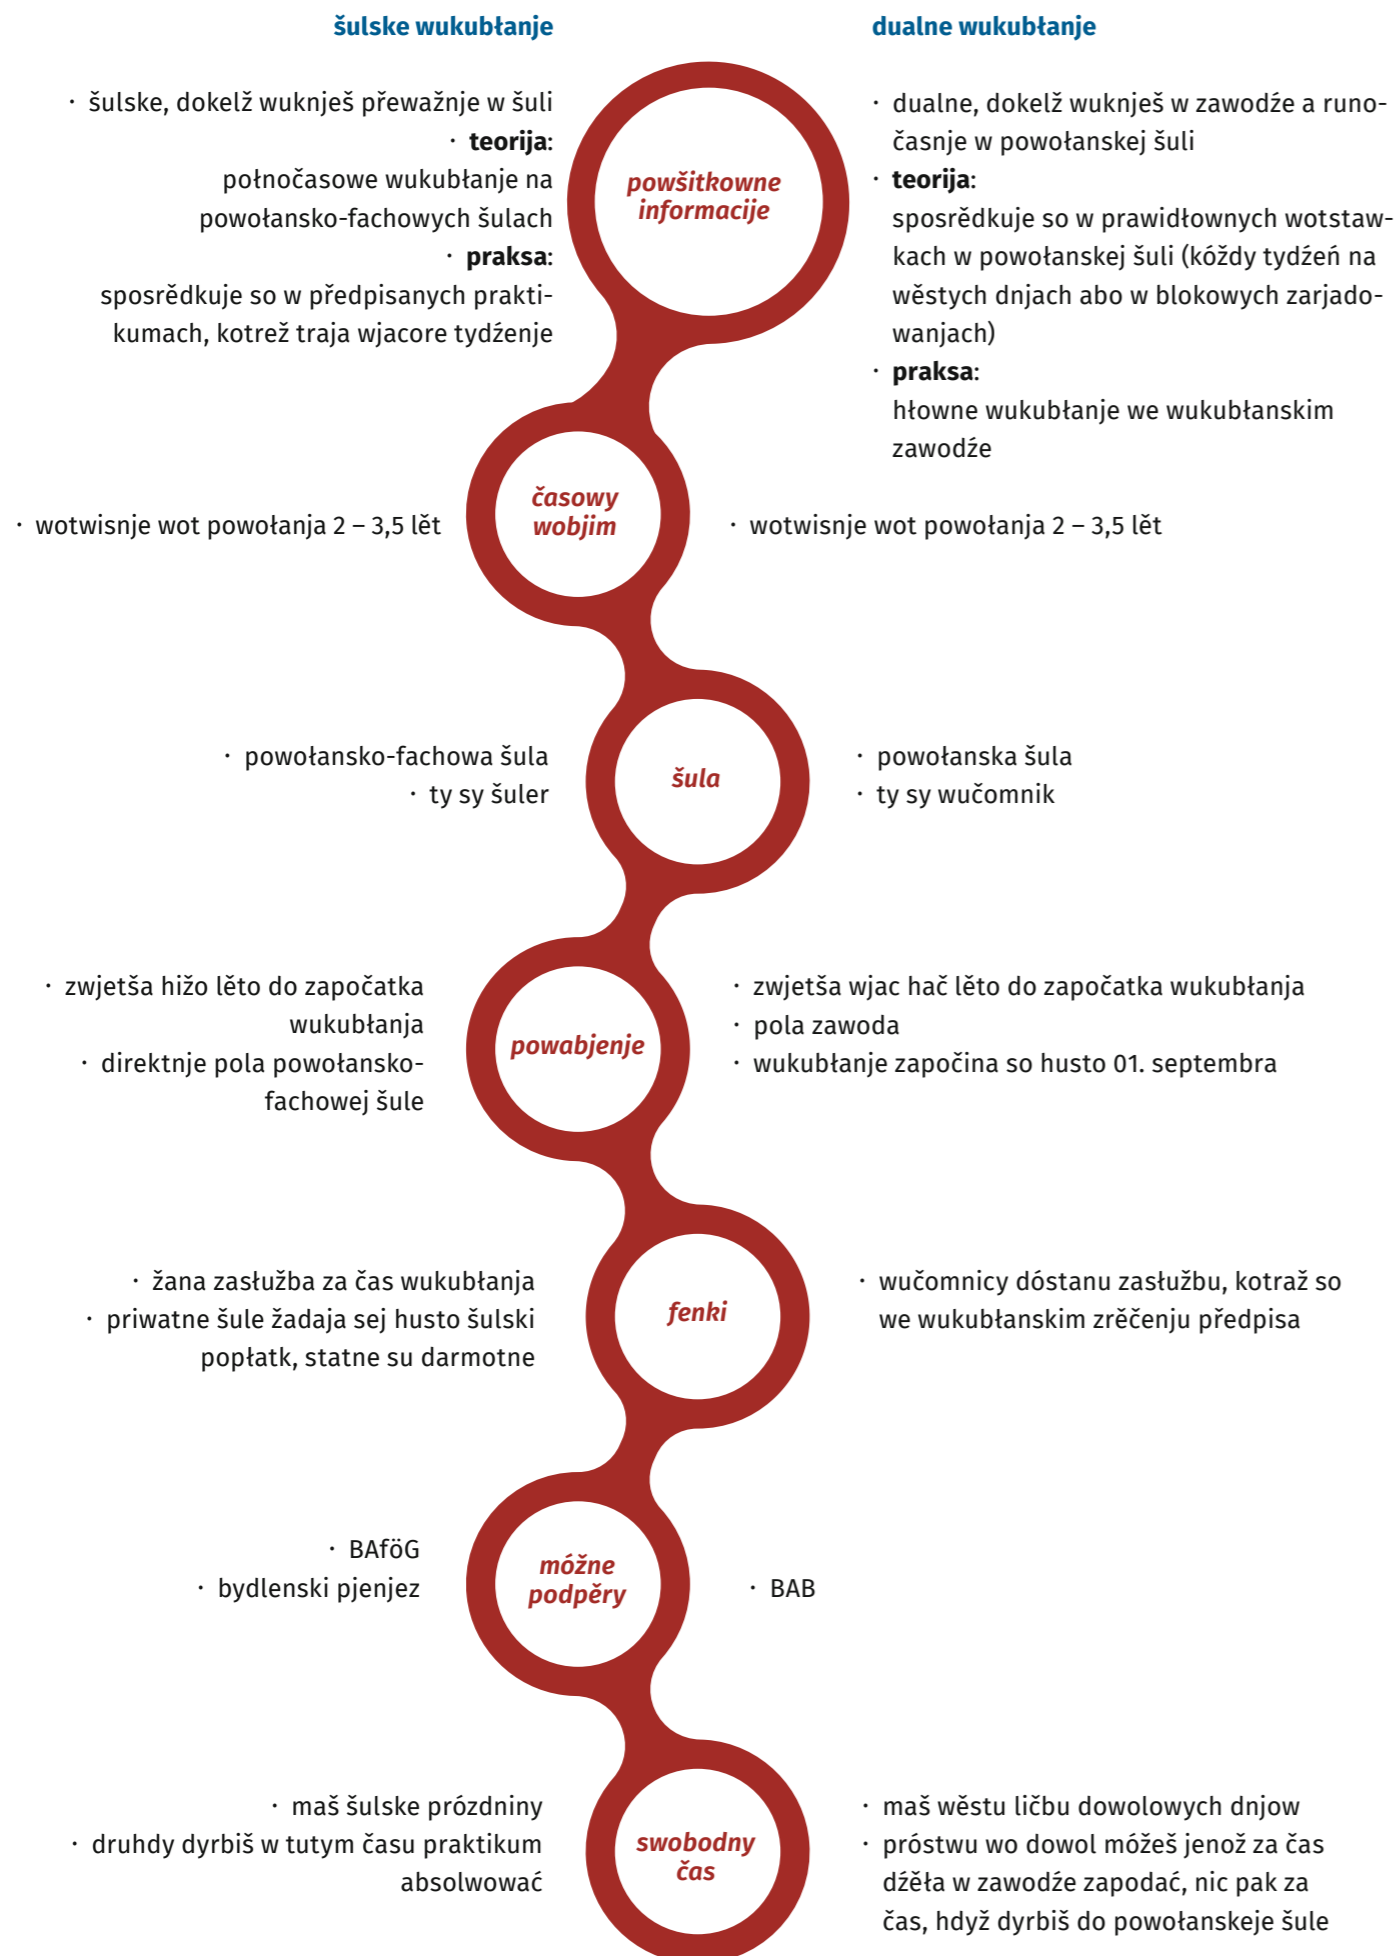 šulske wukubłanje
dualne wukubłanje
· šulske, dokelž wuknješ přewažnje w šuli
· teorija:
połnočasowe wukubłanje na
powołansko-fachowych šulach
· praksa:
sposrědkuje so w předpisanych prakti-
kumach, kotrež traja wjacore tydźenje
powšitkowne
informacije
· dualne, dokelž wuknješ w zawodźe a runo-
časnje w powołanskej šuli
· teorija:
sposrědkuje so w prawidłownych wotstaw-
kach w powołanskej šuli (kóždy tydźeń na
wěstych dnjach abo w blokowych zarjado-
wanjach)
· praksa:
hłowne wukubłanje we wukubłanskim
zawodźe
· wotwisnje wot powołanja 2 – 3,5 lět
časowy
wobjim
· wotwisnje wot powołanja 2 – 3,5 lět
· powołansko-fachowa šula
· ty sy šuler
šula
· powołanska šula
· ty sy wučomnik
· zwjetša hižo lěto do započatka
wukubłanja
· direktnje pola powołansko-
fachowej šule
powabjenje
· zwjetša wjac hač lěto do započatka wukubłanja
· pola zawoda
· wukubłanje započina so husto 01. septembra
· žana zasłužba za čas wukubłanja
· priwatne šule žadaja sej husto šulski
popłatk, statne su darmotne
fenki
· wučomnicy dóstanu zasłužbu, kotraž so
we wukubłanskim zrěčenju předpisa
· BAföG
· bydlenski pjenjez
móžne
podpěry
· BAB
· maš šulske prózdniny
· druhdy dyrbiš w tutym času praktikum
absolwować
swobodny
čas
· maš wěstu ličbu dowolowych dnjow
· próstwu wo dowol móžeš jenož za čas
dźěła w zawodźe zapodać, nic pak za
čas, hdyž dyrbiš do powołanskeje šule